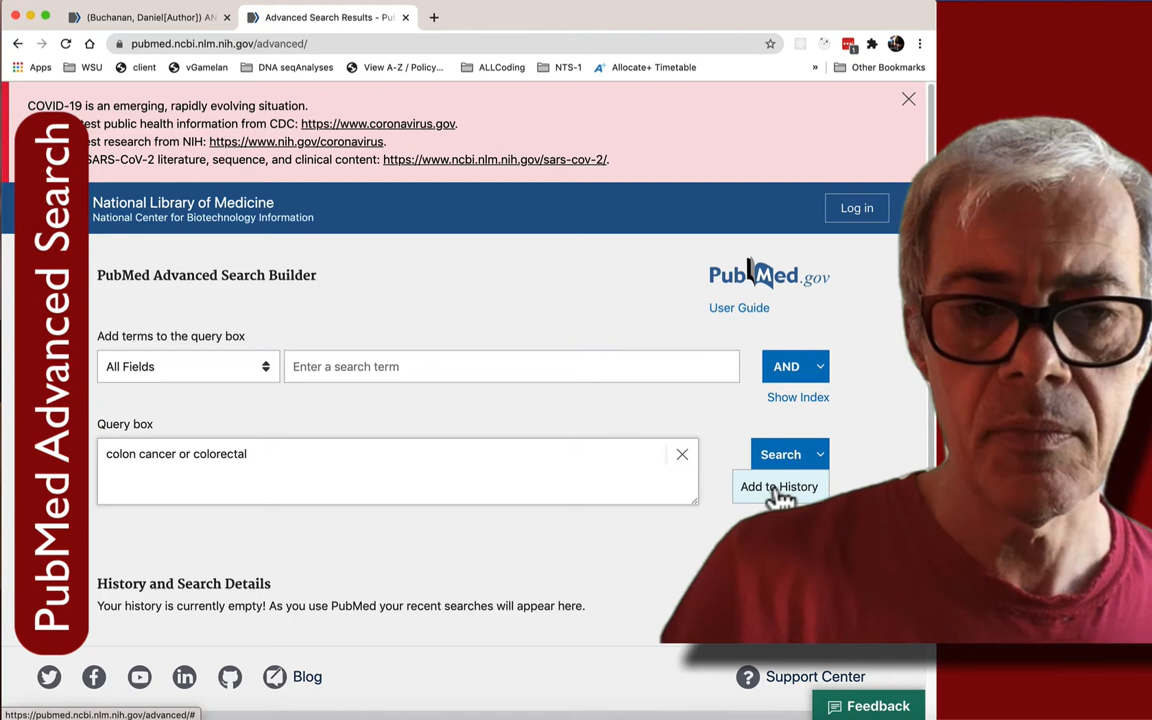 (Buchanan, Daniel[Author]) AN
Advanced Search Results - Pu
pubmed.ncbi.nlm.nih.gov/advanced/
1
Apps
WSU
client
vGamelan
DNA seqAnalyses
View A-Z / Policy...
ALLCoding
NTS-1
Allocate+ Timetable
»
Other Bookmarks
COVID-19 is an emerging, rapidly evolving situation.
test public health information from CDC: https://www.coronavirus.gov.
test research from NIH: https://www.nih.gov/coronavirus.
SARS-CoV-2 literature, sequence, and clinical content: https://www.ncbi.nlm.nih.gov/sars-cov-2/.
PubMed Advanced Search
National Library of Medicine
National Center for Biotechnology Information
Log in
PubMed Advanced Search Builder
PubMed.gov
User Guide
Add terms to the query box
All Fields
Enter a search term
AND
Show Index
Query box
colon cancer or colorectal
Search
Add to History
History and Search Details
Your history is currently empty! As you use PubMed your recent searches will appear here.
Blog
Support Center
Feedback
https://pubmed.ncbi.nlm.nih.gov/advanced/#